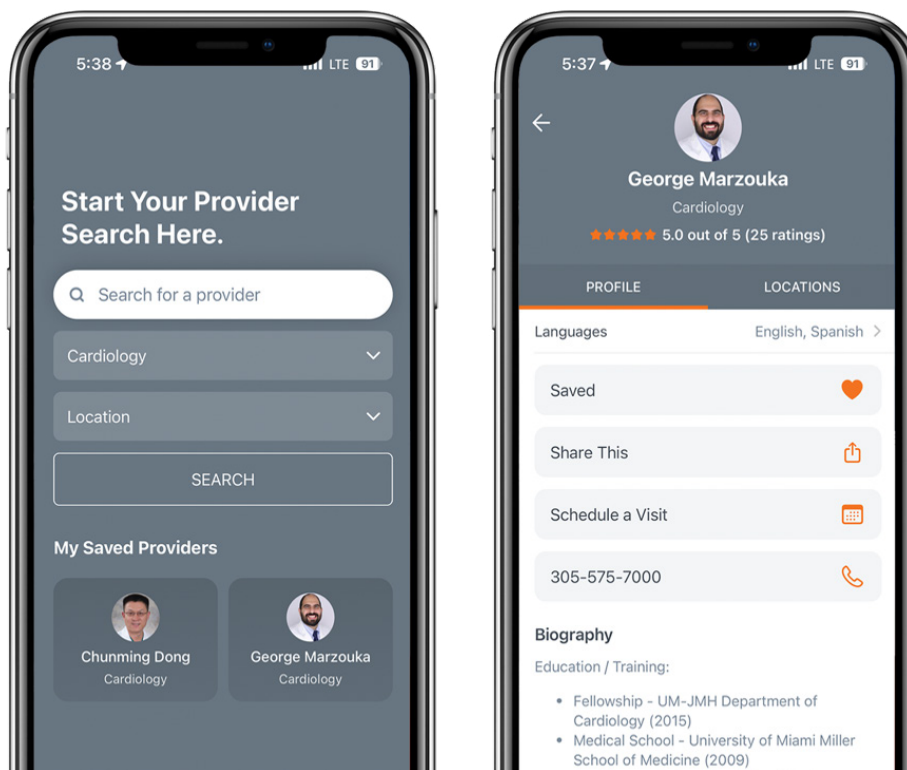 5:38
LTE 91
Start Your Provider
Search Here.
Search for a provider
Cardiology
Location
SEARCH
My Saved Providers
Chunming Dong
Cardiology
George Marzouka
Cardiology
5:37
LTE 91
George Marzouka
Cardiology
5.0 out of 5 (25 ratings)
PROFILE
LOCATIONS
Languages
English, Spanish
Saved
Share This
Schedule a Visit
305-575-7000
Biography
Education / Training:
• Fellowship - UM-JMH Department of
Cardiology (2015)
• Medical School - University of Miami Miller
School of Medicine (2009)